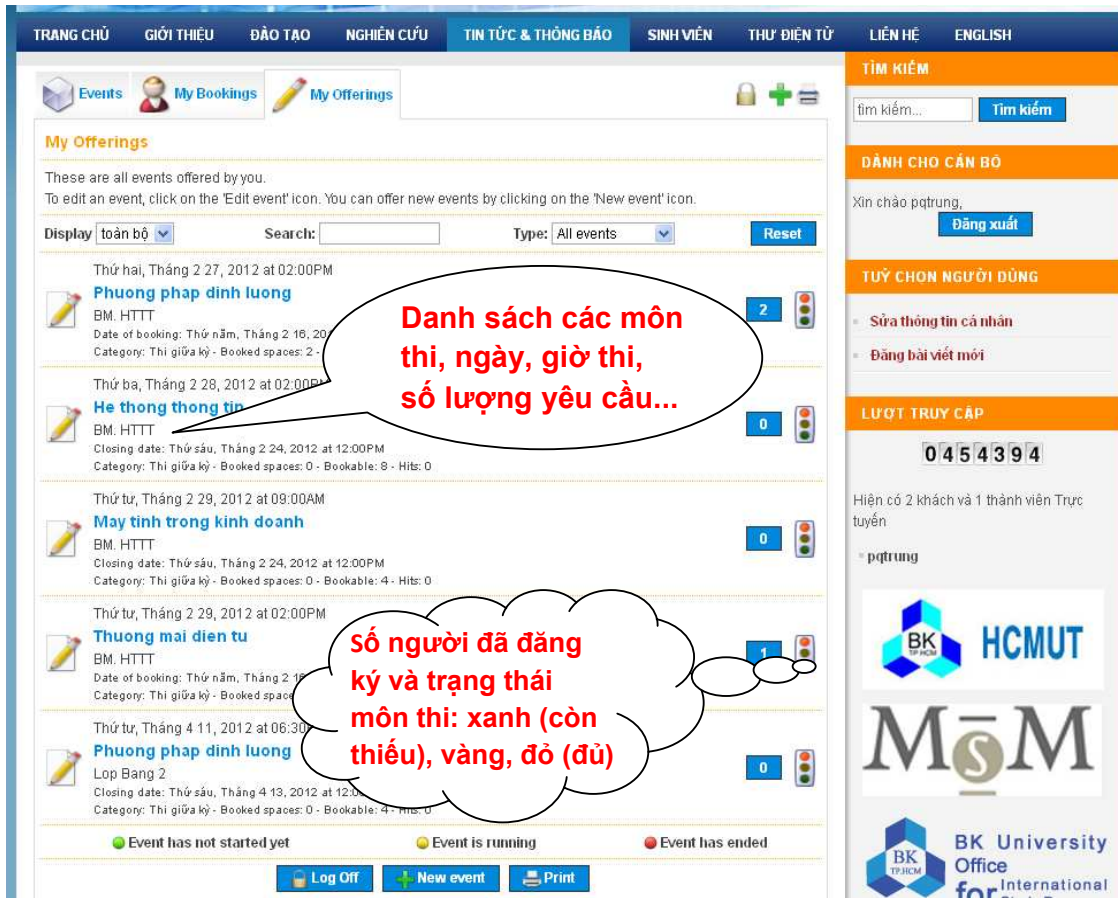 TRANG CHỦ GIỚI THIỆU ĐÀO TẠO NGHIÊN CỨU TIN TỨC & THÔNG BÁO SINH VIÊN THƯ ĐIỆN TỬ LIÊN HỆ ENGLISH
Events My Bookings My Offerings
My Offerings
These are all events offered by you.
To edit an event, click on the 'Edit event' icon. You can offer new events by clicking on the 'New event' icon.
Display toàn bộ Search: Type: All events Reset
Thứ hai, Tháng 2 27, 2012 at 02:00PM
Phuong phap dinh luong
BM. HTTT
2
Date of booking: Thứ năm, Tháng 2 16,
Category: Thi giữa kỳ - Booked spaces: 2 -
Danh sách các môn
thi, ngày, giờ thi,
số lượng yêu cầu...
Thứ ba, Tháng 2 28, 2012 at 02:00PM
He thong thong tin
BM. HTTT
0
Closing date: Thứ sáu, Tháng 2 24, 2012 at 12:00PM
Category: Thi giữa kỳ - Booked spaces: 0 - Bookable: 8 - Hits: 0
Thứ tư, Tháng 2 29, 2012 at 09:00AM
May tinh trong kinh doanh
BM. HTTT
0
Closing date: Thứ sáu, Tháng 2 24, 2012 at 12:00PM
Category: Thi giữa kỳ - Booked spaces: 0 - Bookable: 4 - Hits: 0
Thứ tư, Tháng 2 29, 2012 at 02:00PM
Thuong mai dien tu
BM. HTTT
1
Date of booking: Thứ năm, Tháng 2
Category: Thi giữa kỳ - Booked
Số người đã đăng
ký và trạng thái
môn thi: xanh (còn
thiếu), vàng, đỏ (đủ)
Thứ tư, Tháng 4 11, 2012 at
Phuong phap dinh luong
Lop Bang 2
0
Closing date: Thứ sáu, Tháng 4 13, 2012 at
Category: Thi giữa kỳ - Booked spaces: 0 - Bookable: 4 - Hits: 0
Event has not started yet Event is running Event has ended
Log Off New event Print
TÌM KIẾM
tìm kiếm... Tìm kiếm
DÀNH CHO CÁN BỘ
Xin chào pqtrung,
Đăng xuất
TUỲ CHỌN NGƯỜI DÙNG
Sửa thông tin cá nhân
Đăng bài viết mới
LƯỢT TRUY CẬP
0454394
Hiện có 2 khách và 1 thành viên Trực
tuyến
pqtrung
BK
TP.HCM
HCMUT
MSM
BK
TP.HCM
BK University
Office
for International